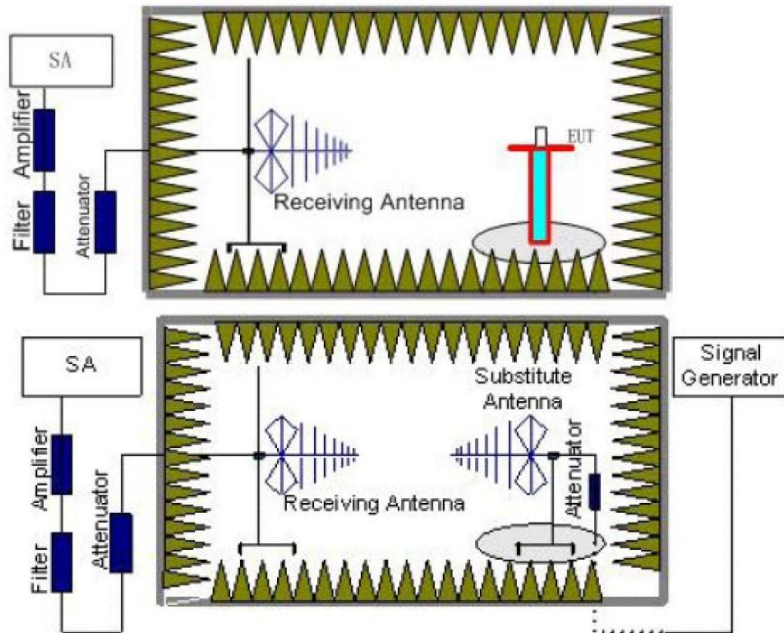 SA
Amplifier
Filter
Attenuator
Receiving Antenna
EUT
SA
Amplifier
Filter
Attenuator
Receiving Antenna
Substitute
Antenna
Attenuator
Signal
Generator